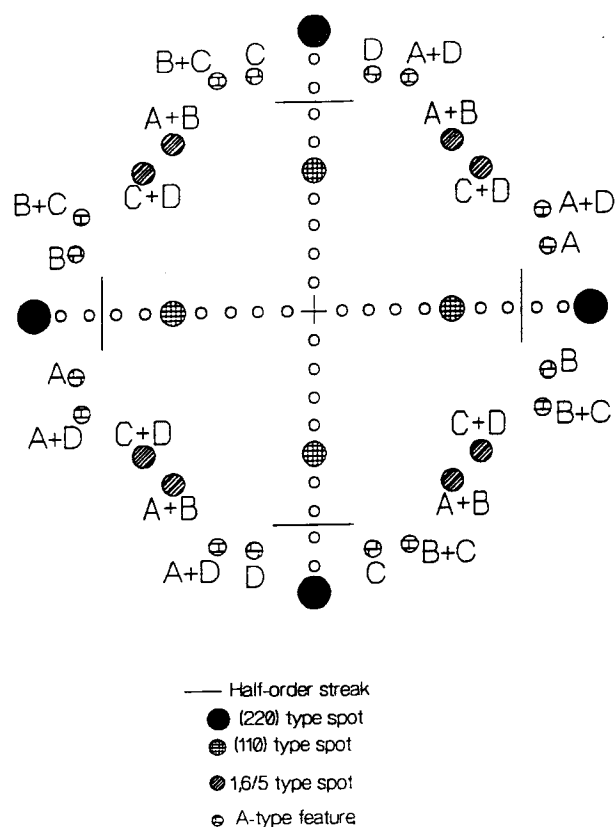 C D
B+C A+D
A+B A+B
C+D C+D
B+C A+D
B A
A B
A+D B+C
C+D C+D
A+B A+B
A+D D C B+C
Half-order streak
(220) type spot
(110) type spot
1,6/5 type spot
A-type feature